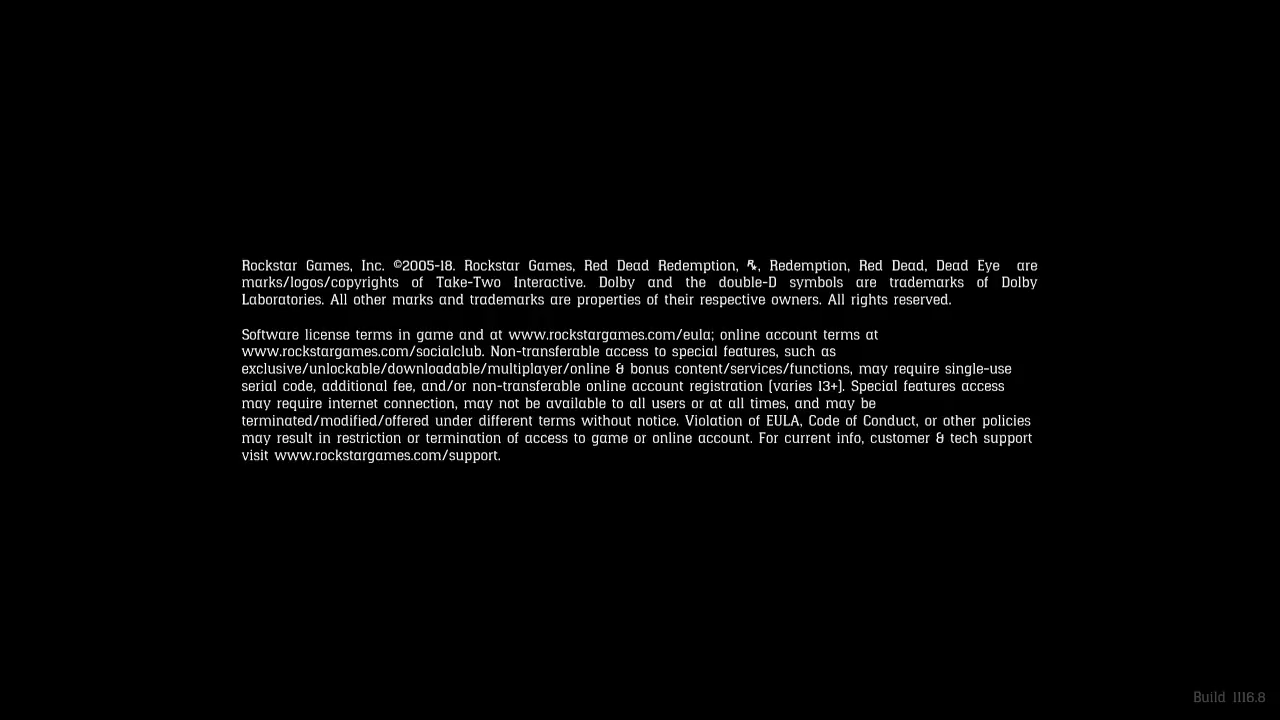 Rockstar Games, Inc. ©2005-18. Rockstar Games, Red Dead Redemption, R*, Redemption, Red Dead, Dead Eye are
marks/logos/copyrights of Take-Two Interactive. Dolby and the double-D symbols are trademarks of Dolby
Laboratories. All other marks and trademarks are properties of their respective owners. All rights reserved.
Software license terms in game and at www.rockstargames.com/eula; online account terms at
www.rockstargames.com/socialclub. Non-transferable access to special features, such as
exclusive/unlockable/downloadable/multiplayer/online & bonus content/services/functions, may require single-use
serial code, additional fee, and/or non-transferable online account registration (varies 13+). Special features access
may require internet connection, may not be available to all users or at all times, and may be
terminated/modified/offered under different terms without notice. Violation of EULA, Code of Conduct, or other policies
may result in restriction or termination of access to game or online account. For current info, customer & tech support
visit www.rockstargames.com/support.
Build 1116.8